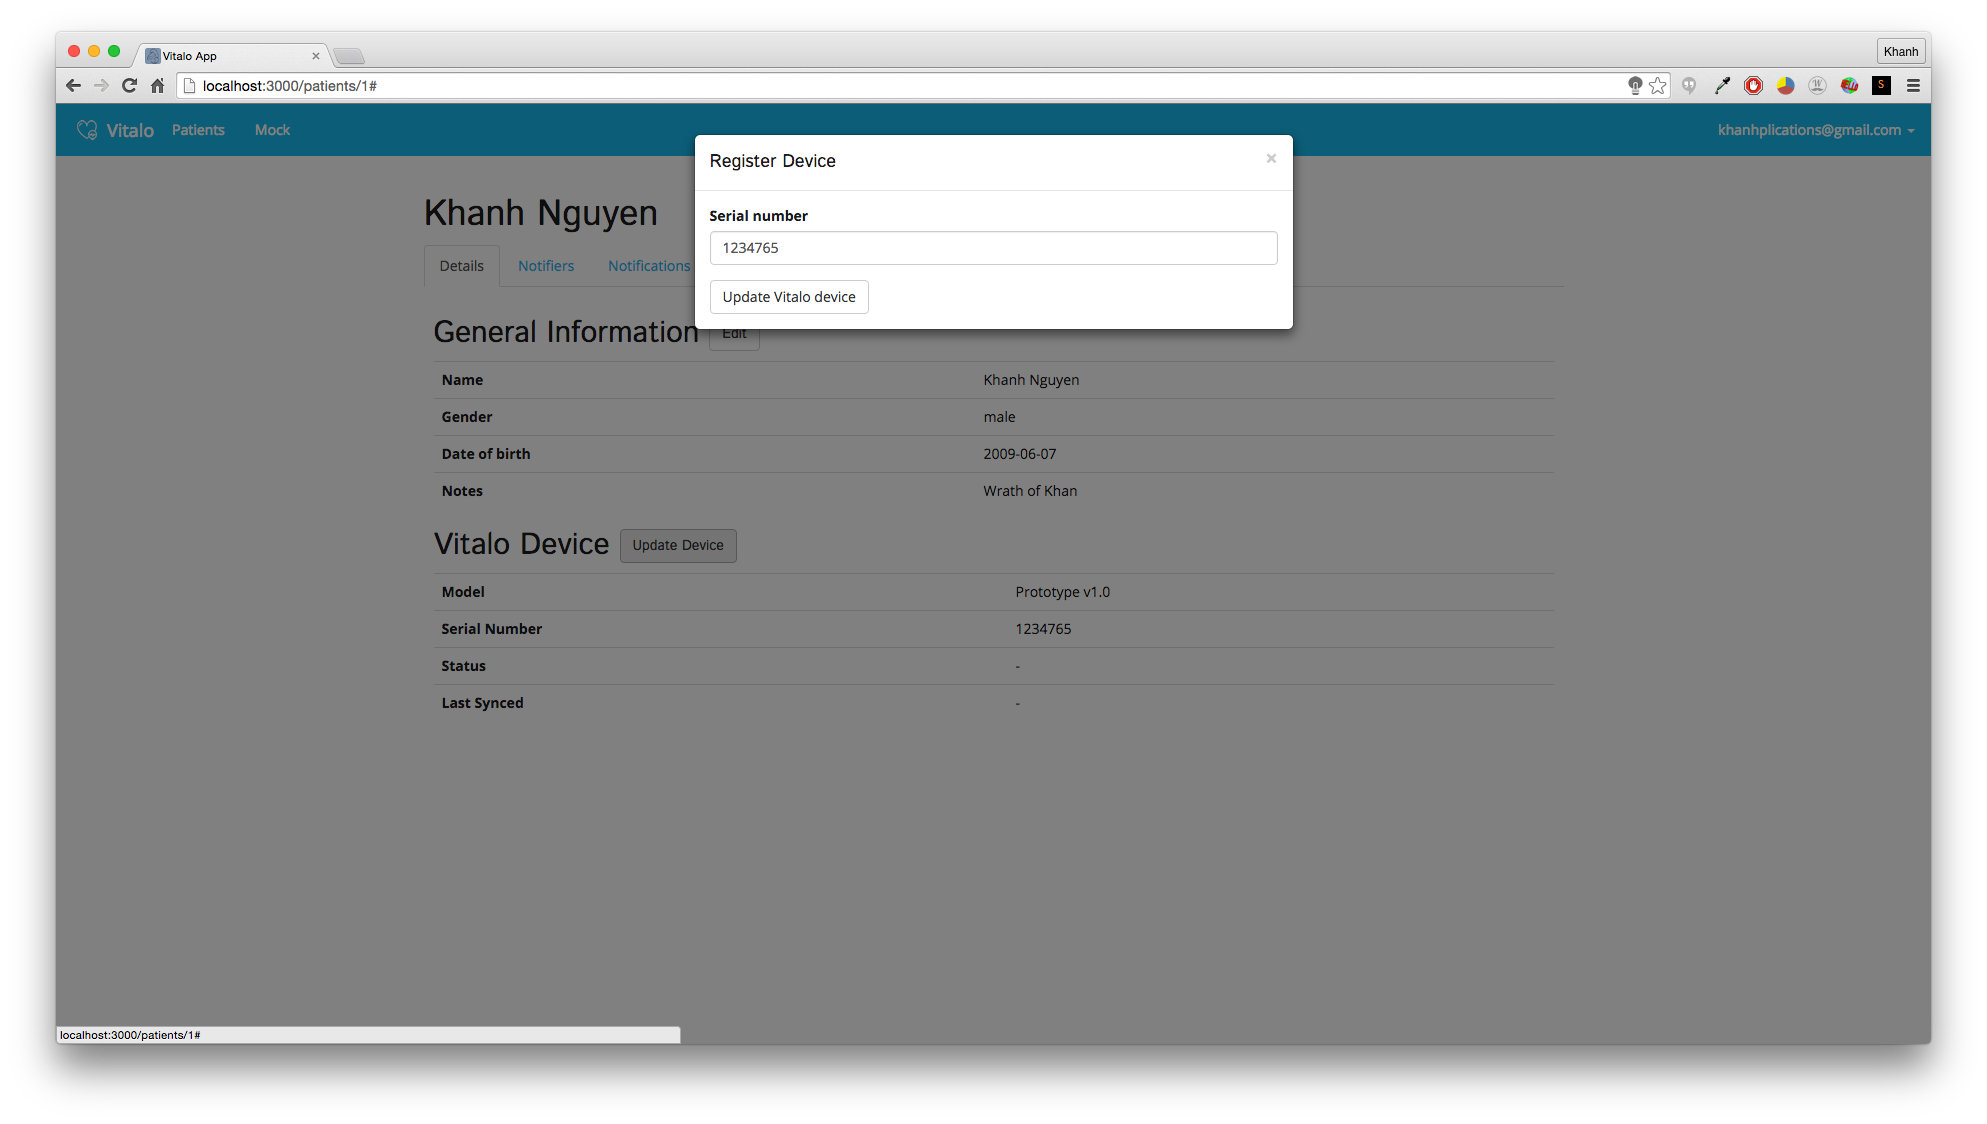 Vitalo App
Khanh
localhost:3000/patients/1#
Vitalo Patients Mock khanhplications@gmail.com
Register Device ×
Serial number
1234765
Update Vitalo device
Khanh Nguyen
Details Notifiers Notifications
General Information Edit
Name Khanh Nguyen
Gender male
Date of birth 2009-06-07
Notes Wrath of Khan
Vitalo Device Update Device
Model Prototype v1.0
Serial Number 1234765
Status -
Last Synced -
localhost:3000/patients/1#